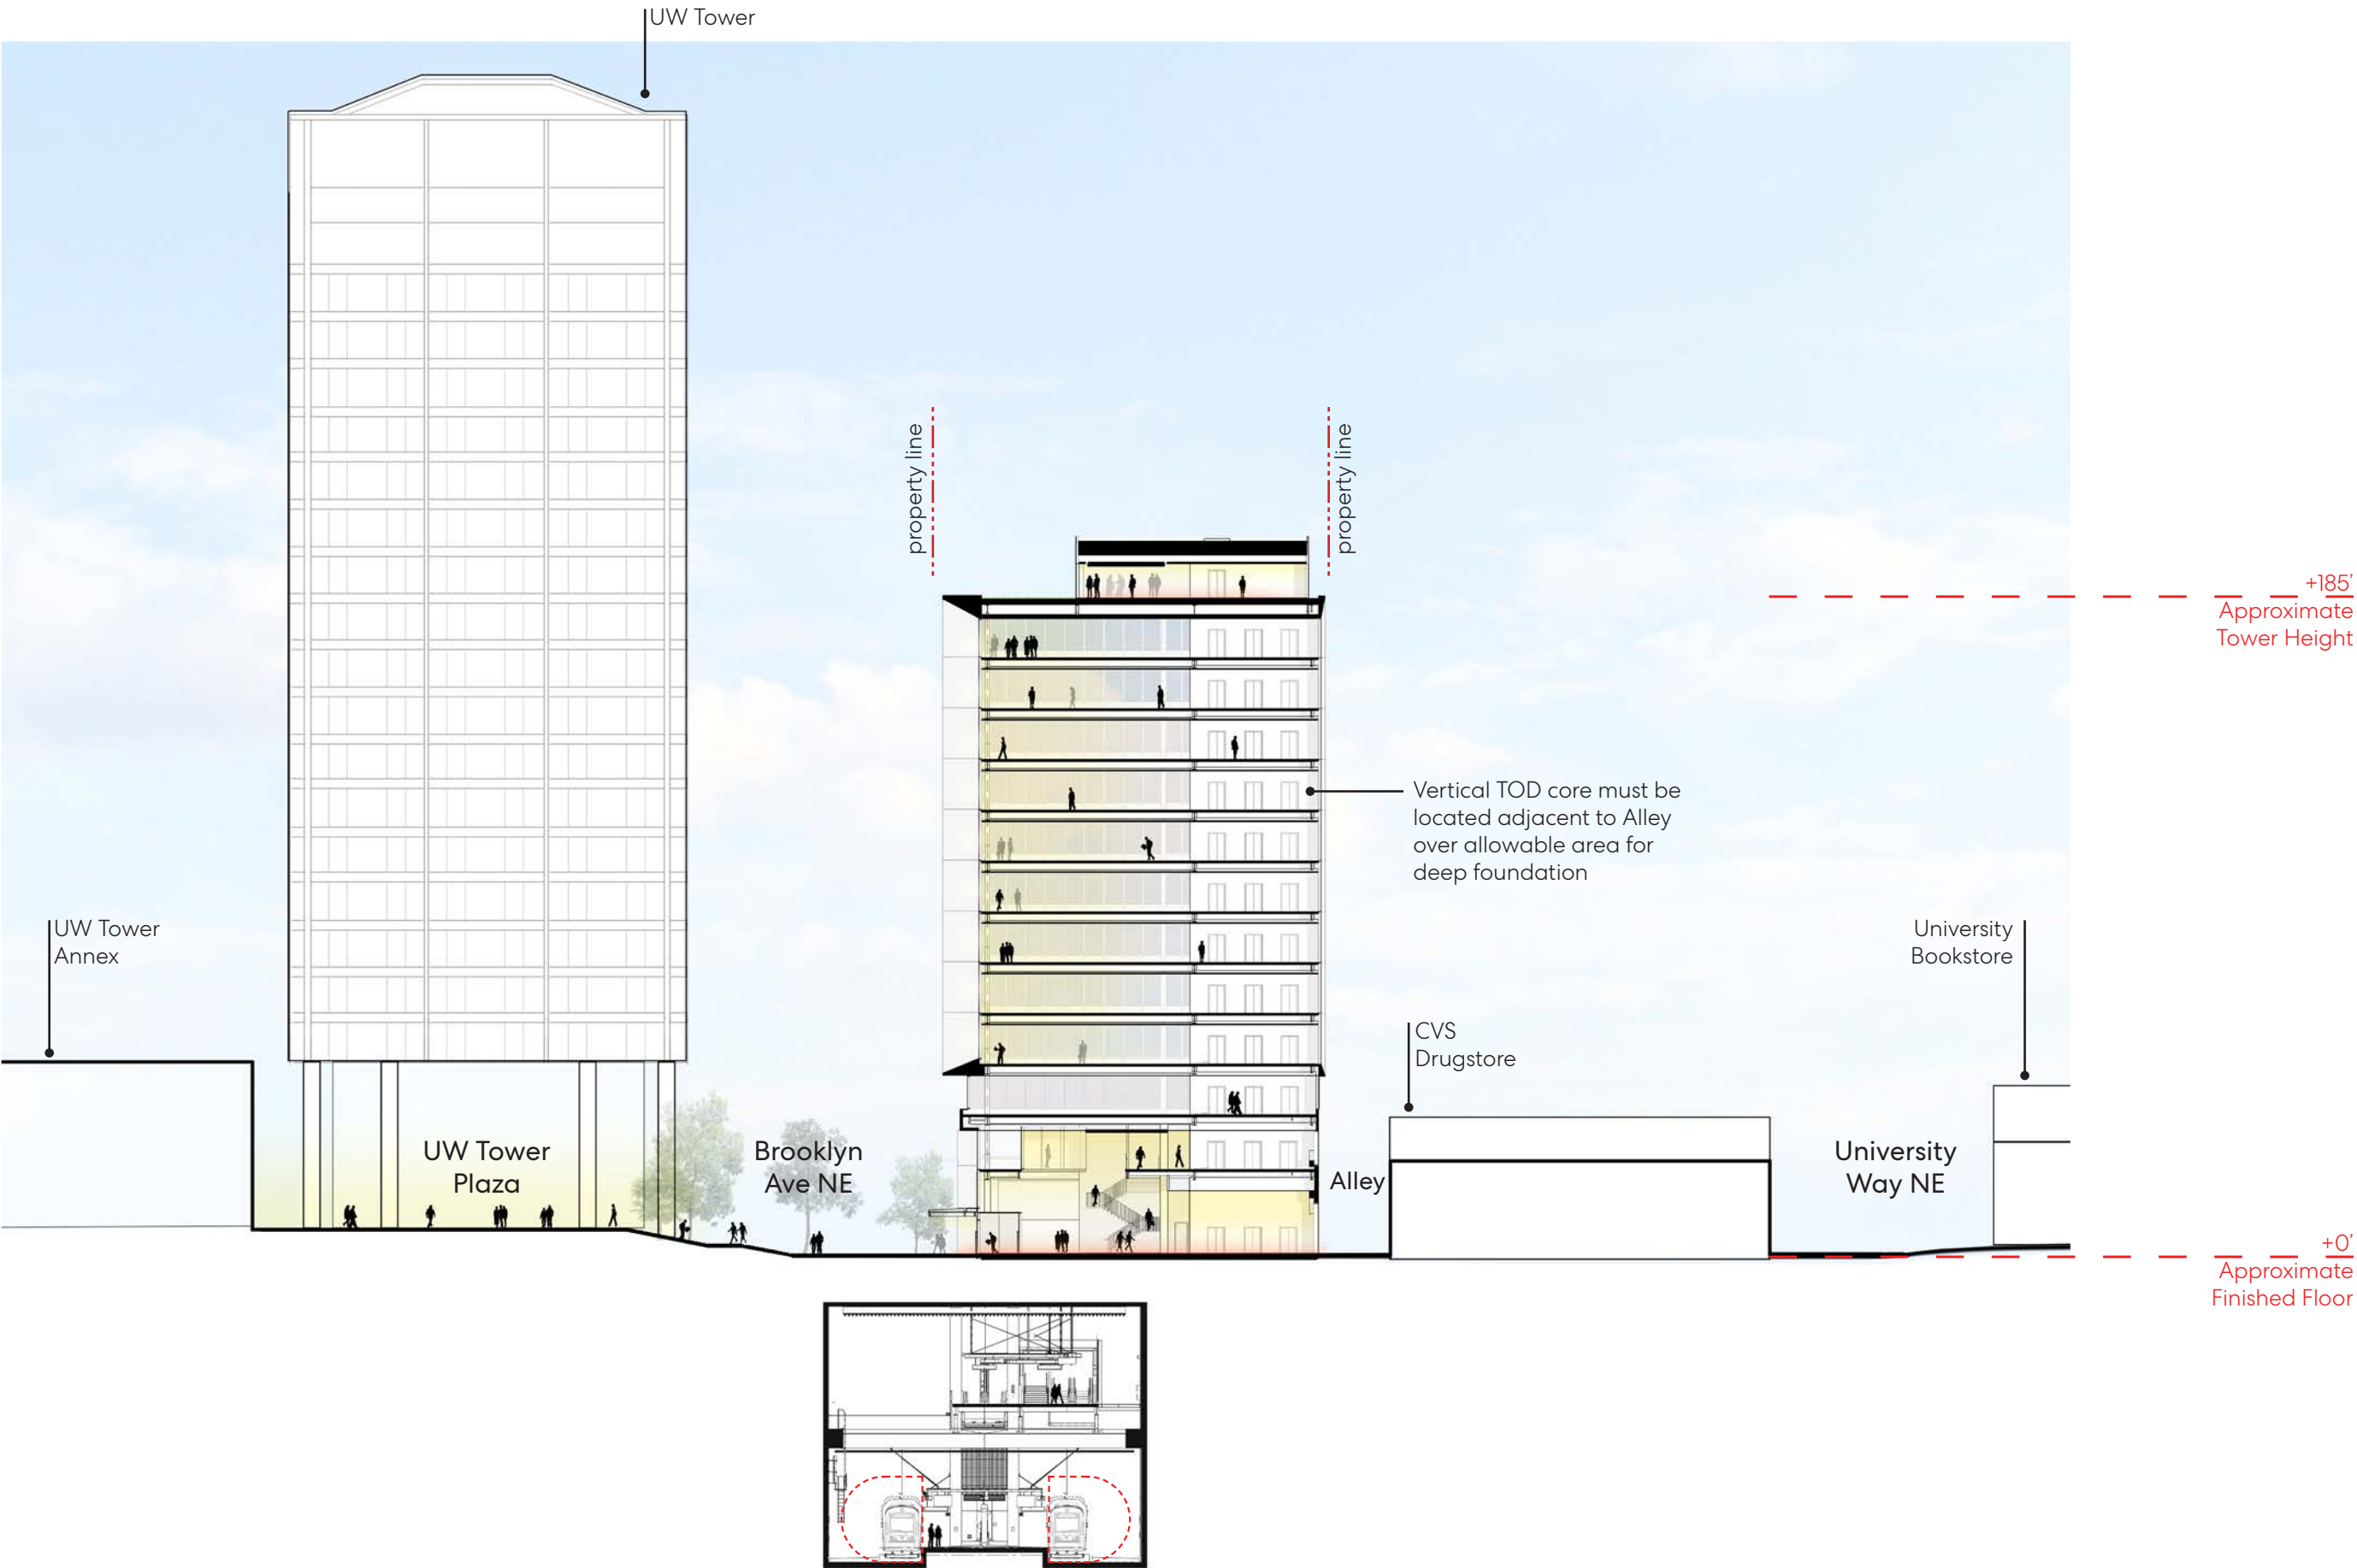 UW Tower
property line
property line
+185’
Approximate
Tower Height
Vertical TOD core must be
located adjacent to Alley
over allowable area for
deep foundation
UW Tower
Annex
University
Bookstore
CVS
Drugstore
UW Tower
Plaza
Brooklyn
Ave NE
Alley
University
Way NE
+0’
Approximate
Finished Floor